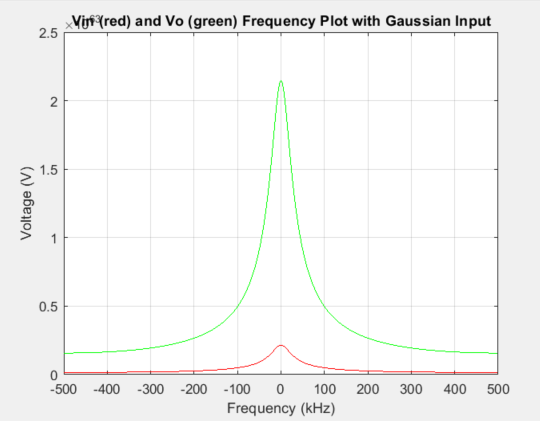 Vin (red) and Vo (green) Frequency Plot with Gaussian Input
2.5
2
1.5
1
0.5
0
Voltage (V)
-500 -400 -300 -200 -100 0 100 200 300 400 500
Frequency (kHz)